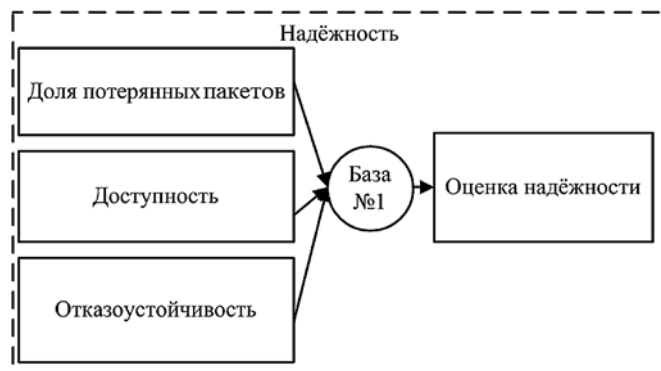 Надёжность
Доля потерянных пакетов
Доступность
Отказоустойчивость
База
№1
Оценка надёжности